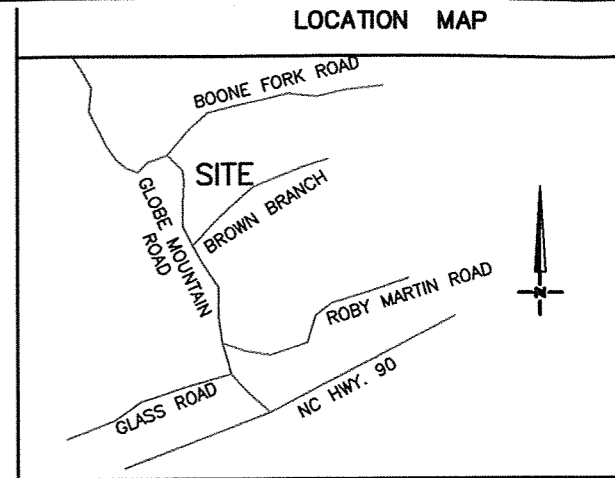 LOCATION MAP
BOONE FORK ROAD
SITE
GLOBE MOUNTAIN
ROAD
BROWN BRANCH
ROBY MARTIN ROAD
N
GLASS ROAD
NC HWY. 90